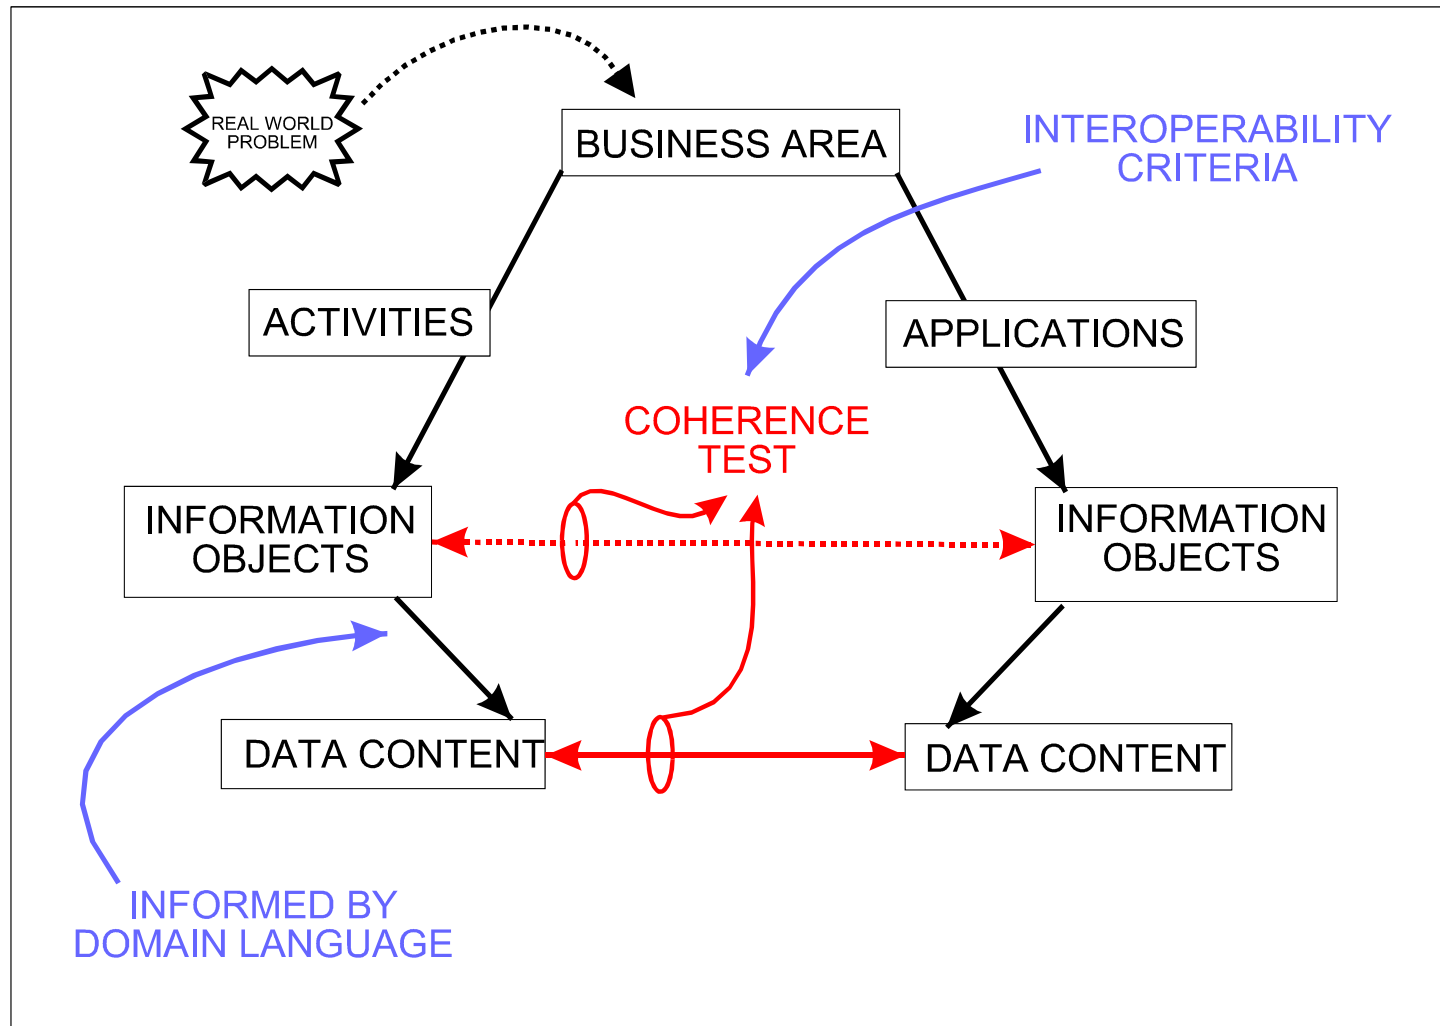 REAL WORLD
PROBLEM
BUSINESS AREA
INTEROPERABILITY
CRITERIA
ACTIVITIES
APPLICATIONS
COHERENCE
TEST
INFORMATION
OBJECTS
INFORMATION
OBJECTS
DATA CONTENT
DATA CONTENT
INFORMED BY
DOMAIN LANGUAGE